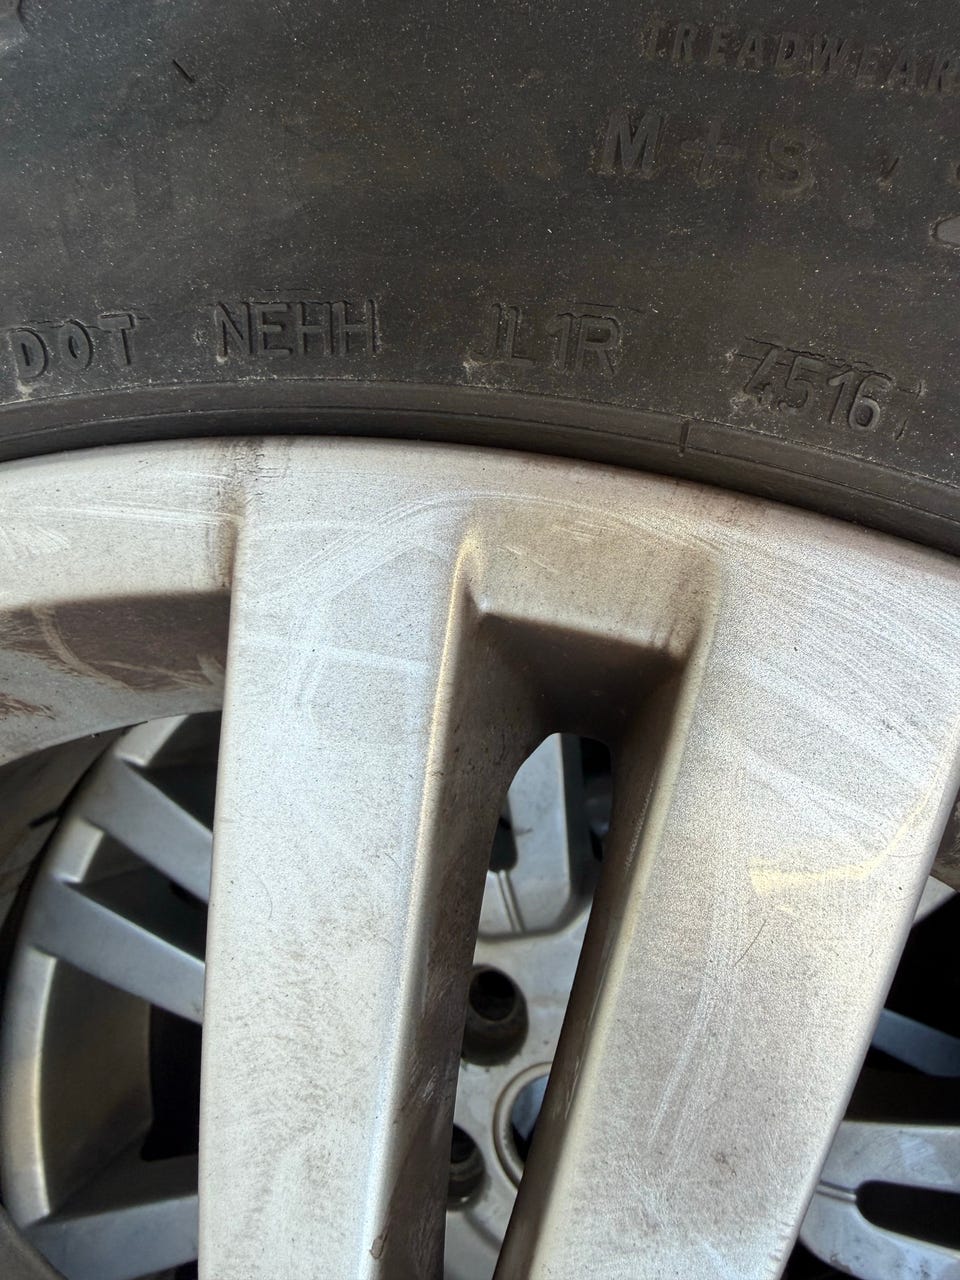 TREADWEAR
M+S
DOT NEHH JL1R 4516